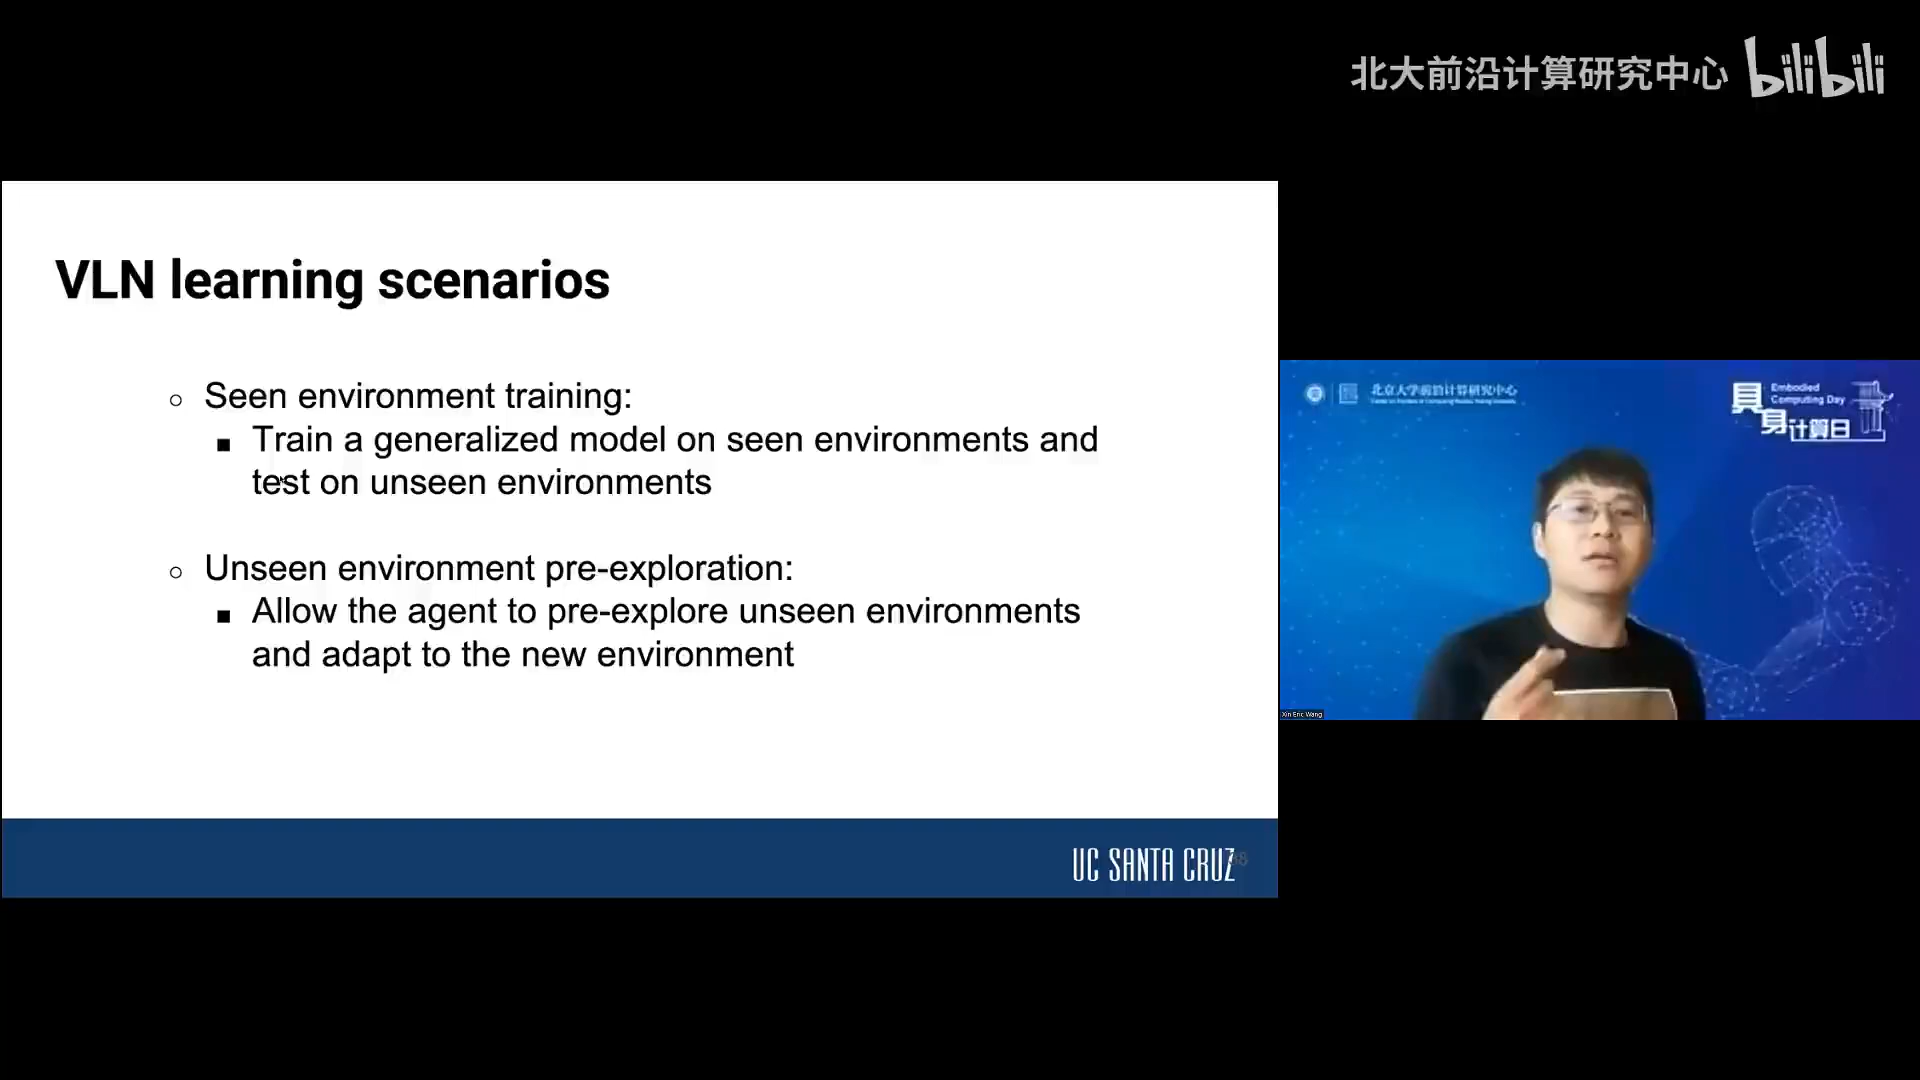 北大前沿计算研究中心 bilibili
VLN learning scenarios
○ Seen environment training:
■ Train a generalized model on seen environments and
test on unseen environments
○ Unseen environment pre-exploration:
■ Allow the agent to pre-explore unseen environments
and adapt to the new environment
UC SANTA CRUZ
北京大学前沿计算研究中心
Embodied
Computing Day
具身计算日
Xin Eric Wang